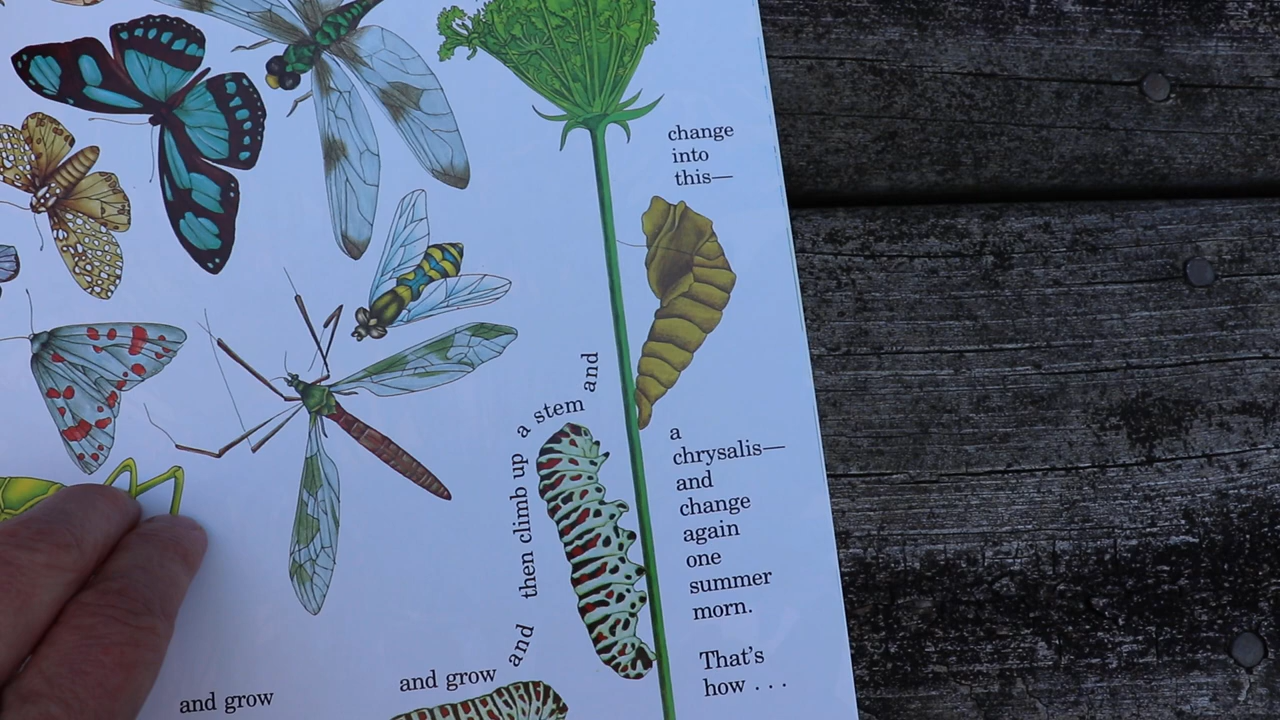 and grow
and grow
and
then climb up
a stem
and
change
into
this—
a
chrysalis—
and
change
again
one
summer
morn.
That's
how . . .